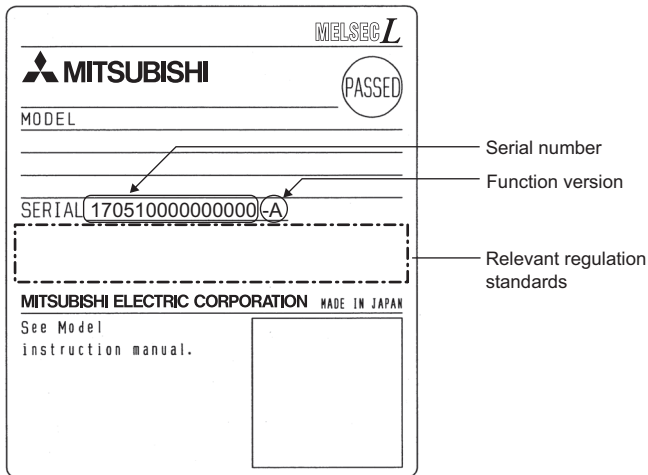 MELSEC L
MITSUBISHI
PASSED
MODEL
Serial number
Function version
SERIAL 170510000000000 -A
Relevant regulation
standards
MITSUBISHI ELECTRIC CORPORATION MADE IN JAPAN
See Model
instruction manual.